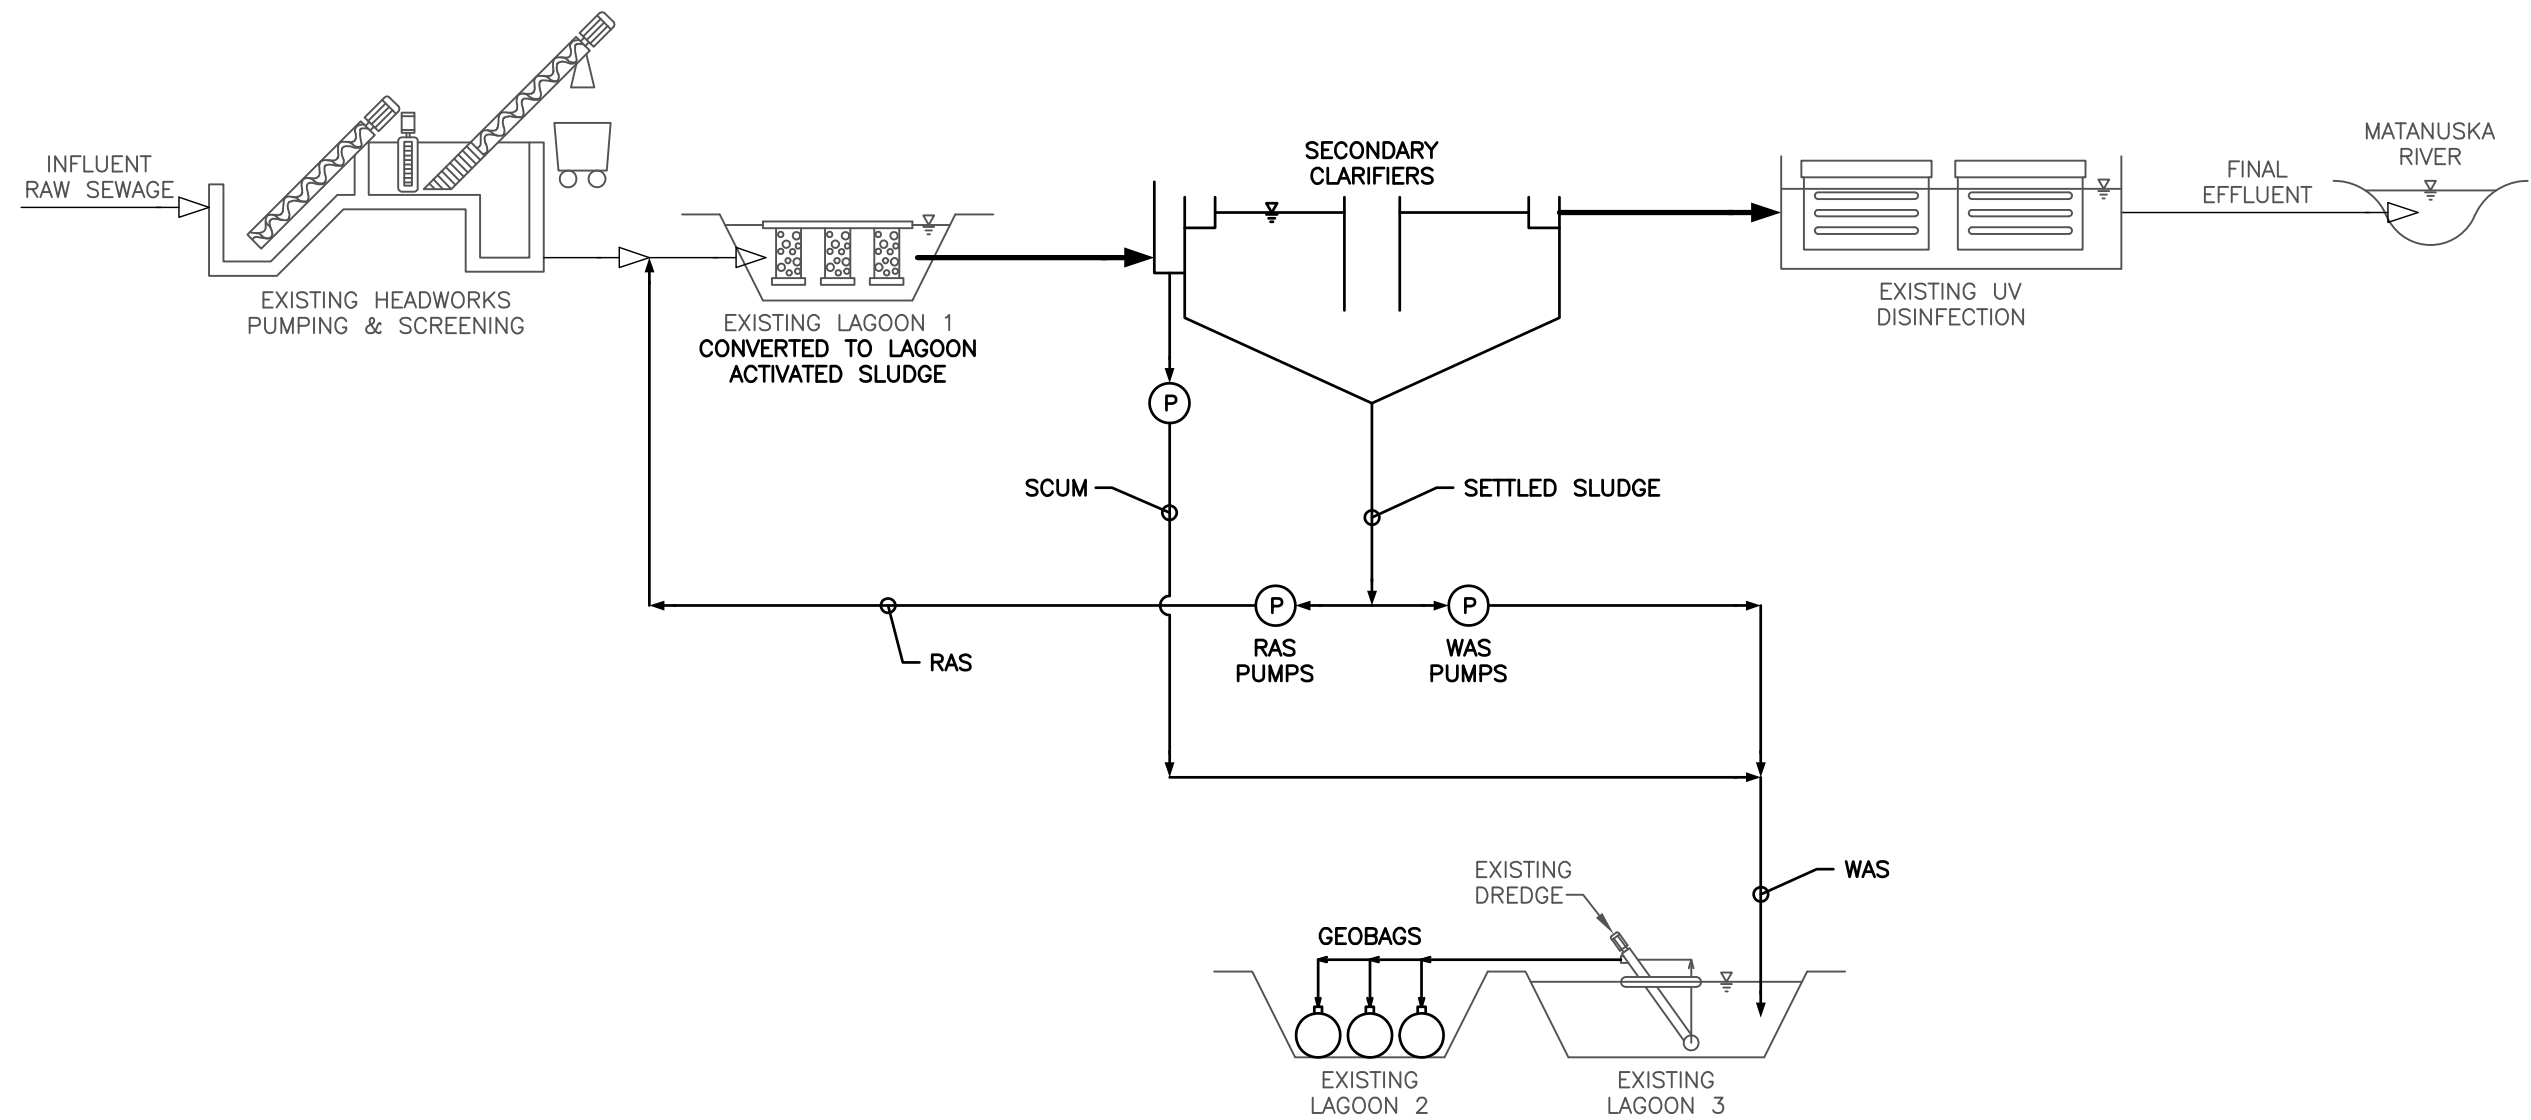 INFLUENT
RAW SEWAGE
EXISTING HEADWORKS
PUMPING & SCREENING
EXISTING LAGOON 1
CONVERTED TO LAGOON
ACTIVATED SLUDGE
SECONDARY
CLARIFIERS
EXISTING UV
DISINFECTION
FINAL
EFFLUENT
MATANUSKA
RIVER
P
SCUM
SETTLED SLUDGE
P
P
RAS
PUMPS
WAS
PUMPS
RAS
WAS
EXISTING
DREDGE
GEOBAGS
EXISTING
LAGOON 2
EXISTING
LAGOON 3